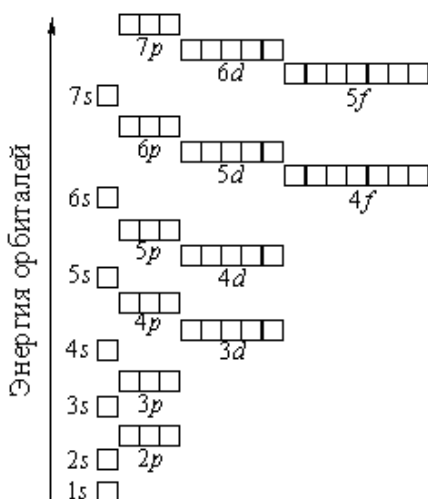 7p
6d
5f
7s
6p
5d
4f
6s
5p
4d
5s
4p
3d
4s
3p
3s
2p
2s
1s
Энергия орбиталей